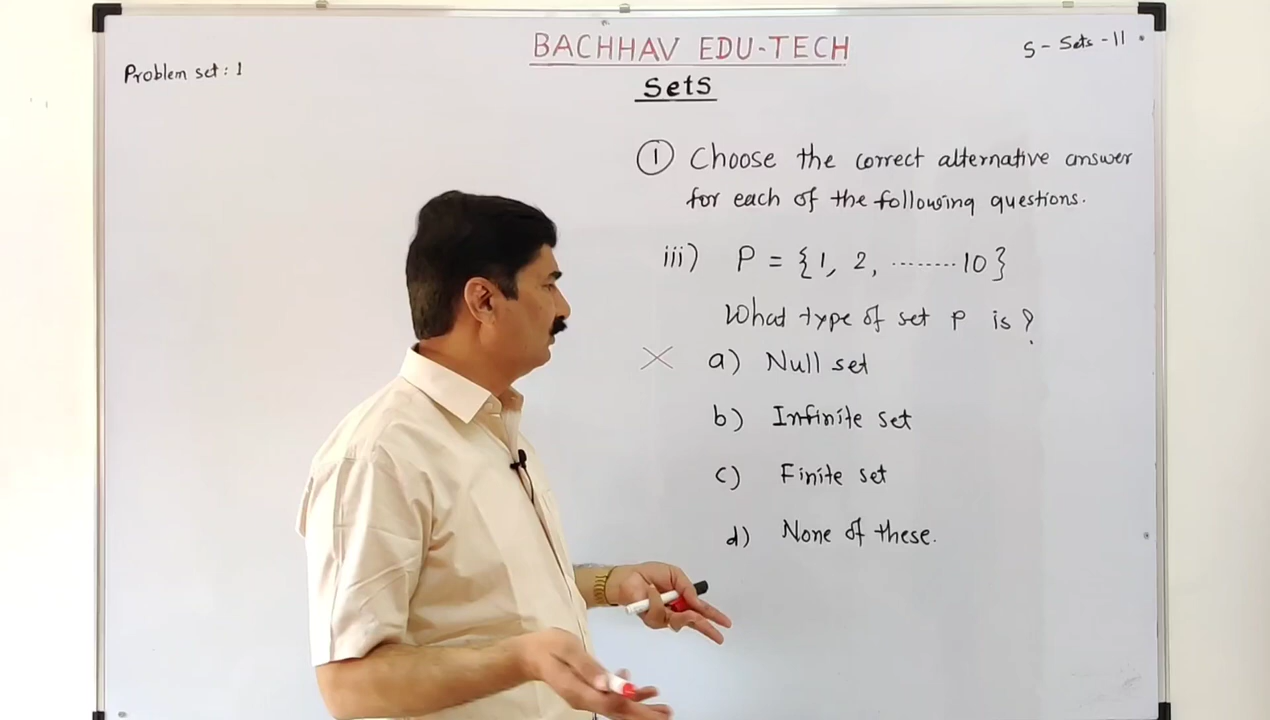 BACHHAV EDU-TECH
S - Sets - 11
Problem set : 1
Sets
1 Choose the correct alternative answer
for each of the following questions.
iii) P = {1, 2, ........10}
What type of set P is ?
× a) Null set
b) Infinite set
c) Finite set
d) None of these.